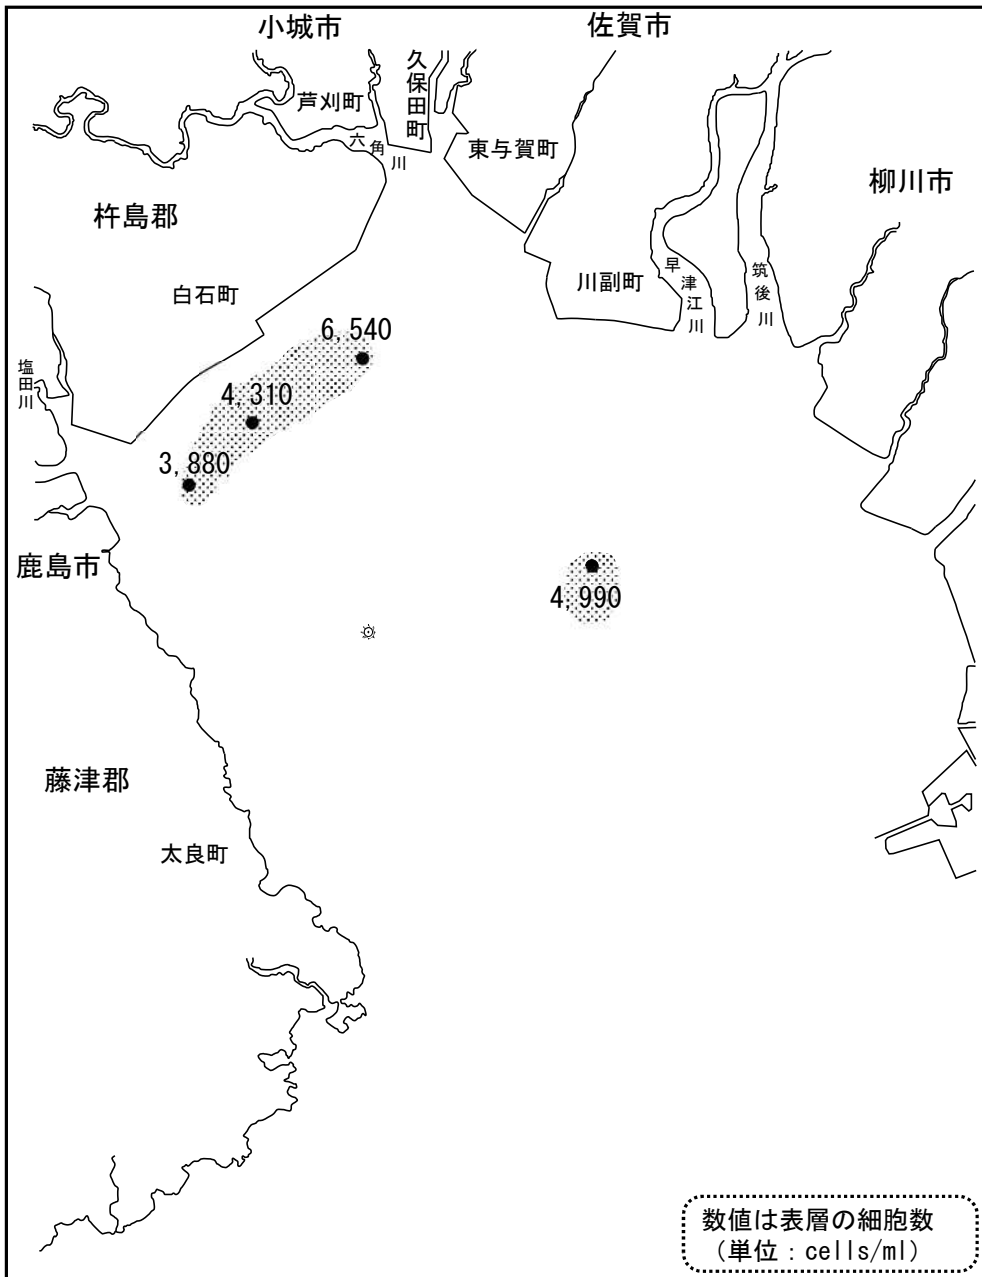 小城市
佐賀市
久保田町
芦刈町
六角川
東与賀町
柳川市
杵島郡
川副町
早津江川
筑後川
白石町
6,540
塩田川
4,310
3,880
鹿島市
4,990
藤津郡
太良町
数値は表層の細胞数
(単位：cells/ml)